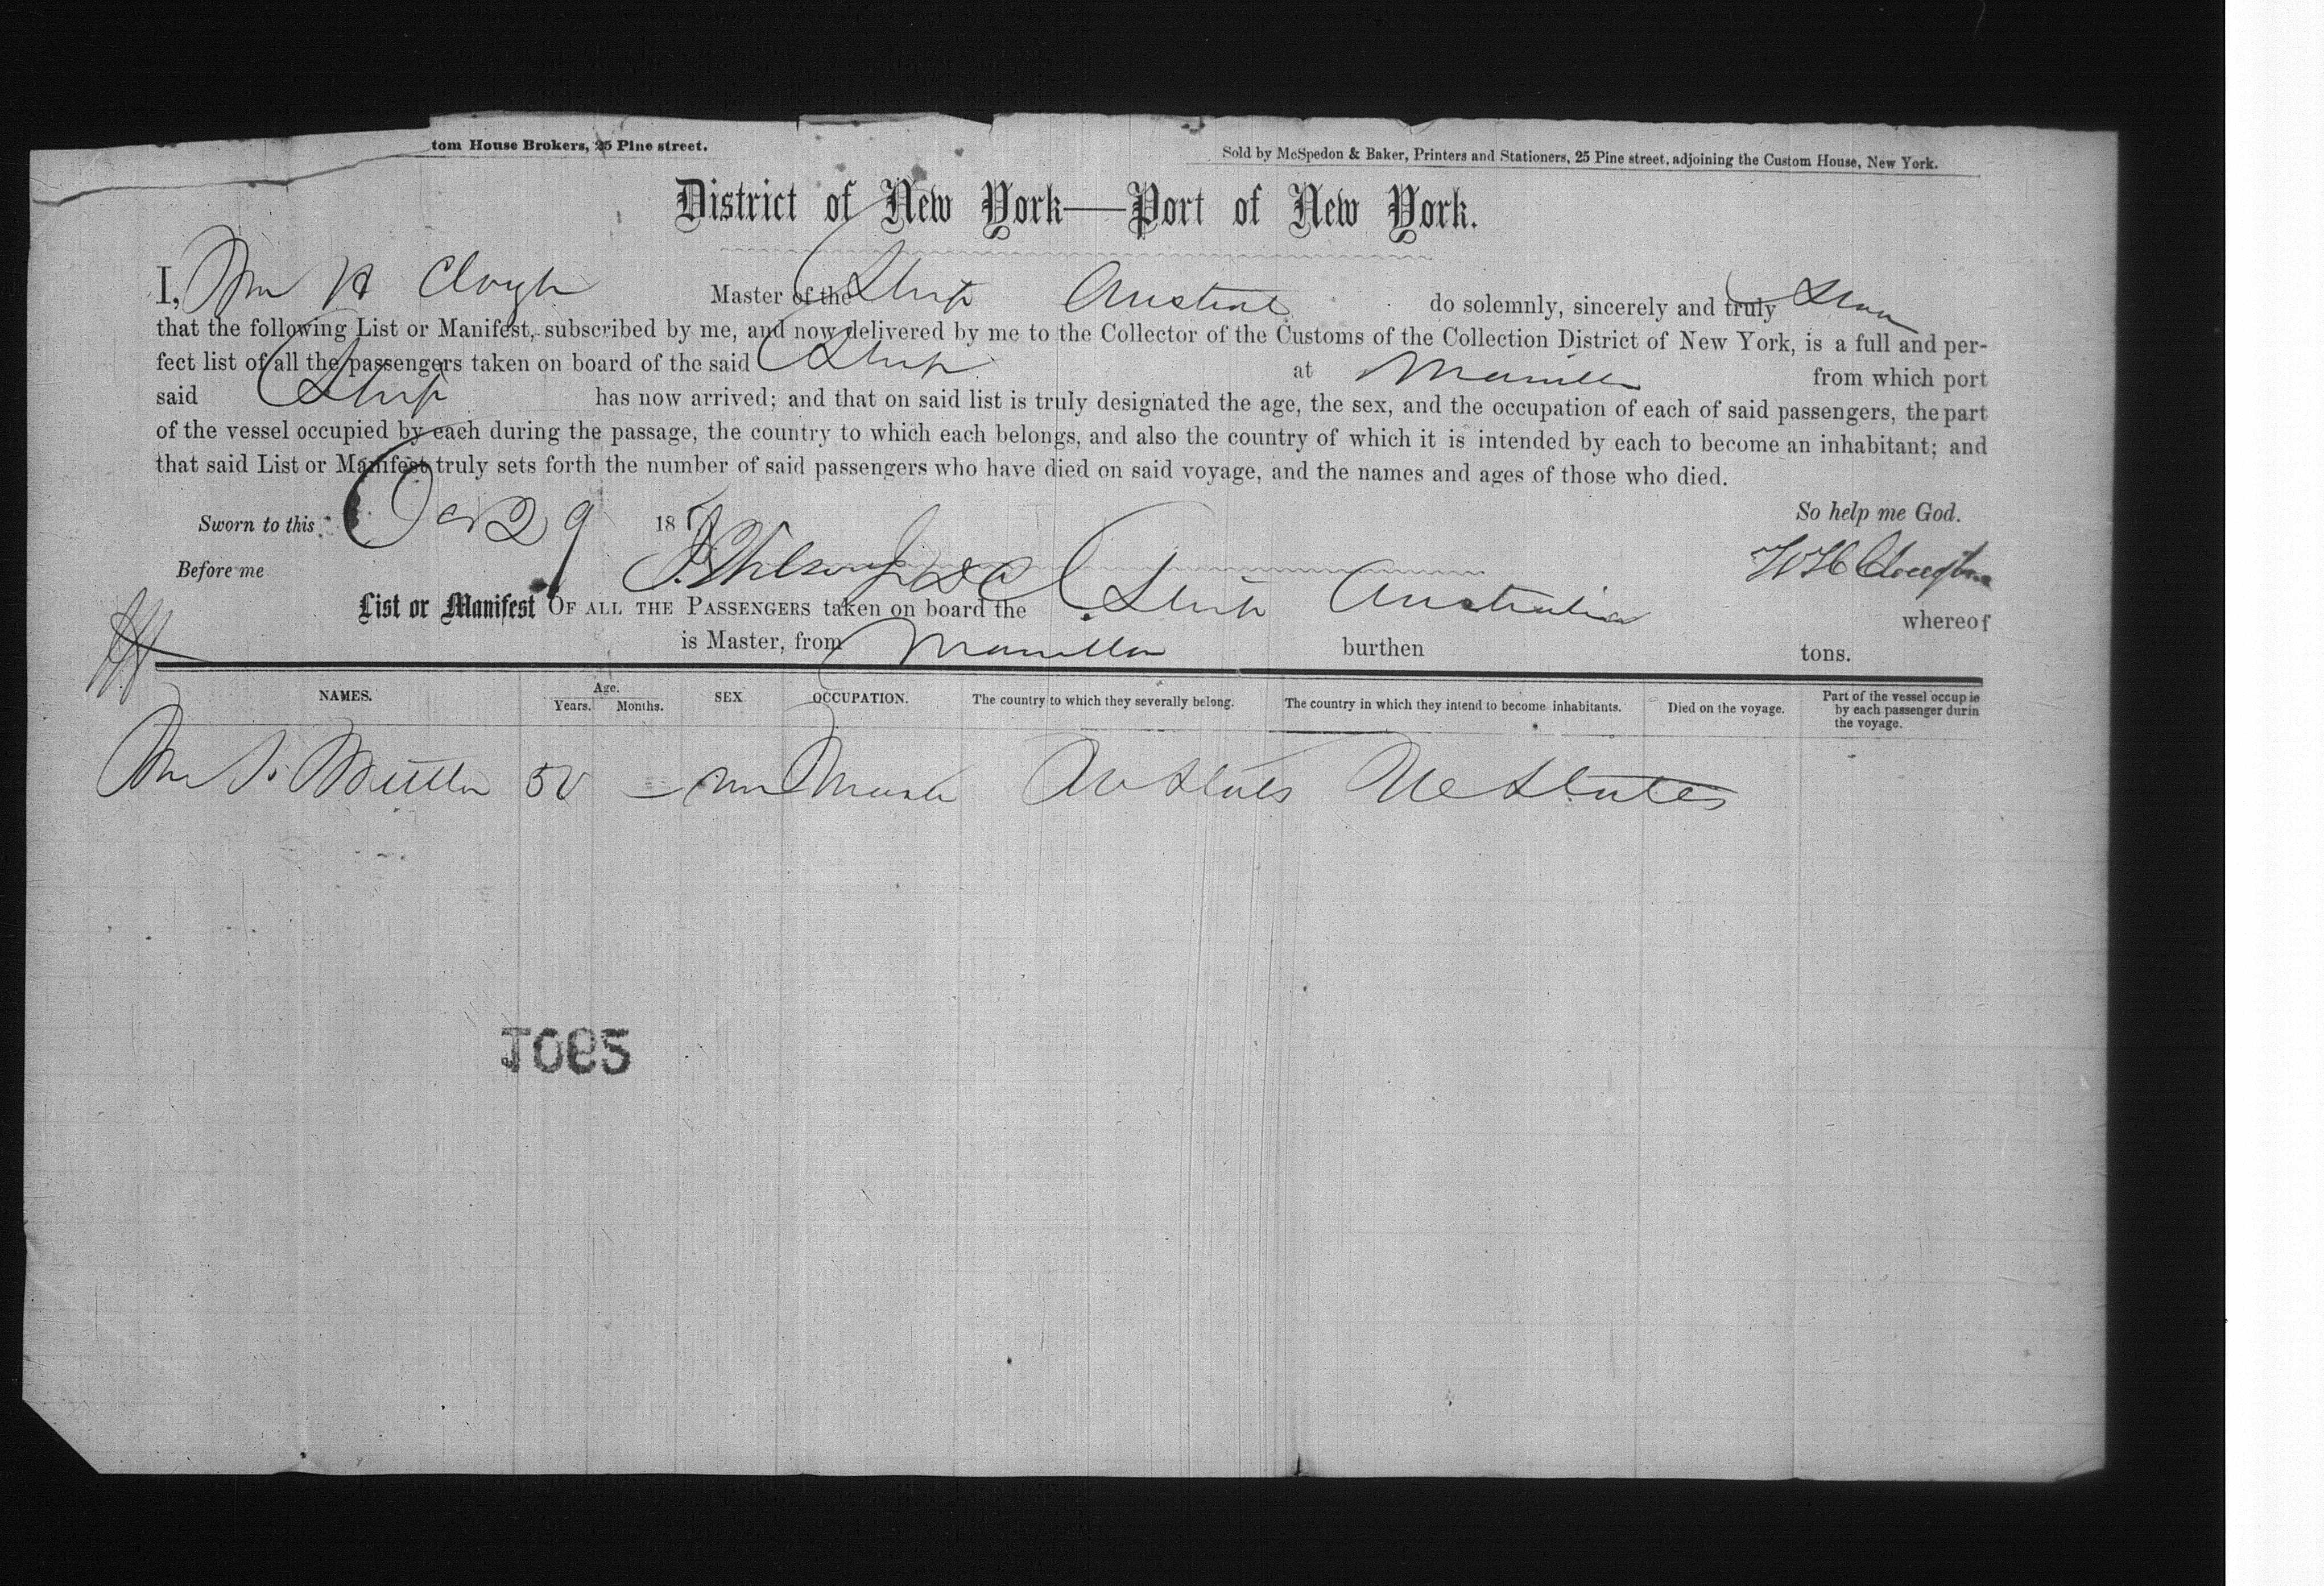 tom House Brokers, 25 Pine street.
Sold by McSpedon & Baker, Printers and Stationers, 25 Pine street, adjoining the Custom House, New York.
District of New York—Port of New York.
I, Wm H Clough Master of the Ship Austral do solemnly, sincerely and truly Swear
that the following List or Manifest, subscribed by me, and now delivered by me to the Collector of the Customs of the Collection District of New York, is a full and per-
fect list of all the passengers taken on board of the said Ship at Manilla from which port
said Ship has now arrived; and that on said list is truly designated the age, the sex, and the occupation of each of said passengers, the part
of the vessel occupied by each during the passage, the country to which each belongs, and also the country of which it is intended by each to become an inhabitant; and
that said List or Manifest truly sets forth the number of said passengers who have died on said voyage, and the names and ages of those who died.
Sworn to this 29 187 So help me God.
Before me
List or Manifest OF ALL THE PASSENGERS taken on board the Ship Australia whereof
is Master, from Manilla burthen tons.
NAMES. Age. Years. Months. SEX OCCUPATION. The country to which they severally belong. The country in which they intend to become inhabitants. Died on the voyage. Part of the vessel occupie by each passenger durin the voyage.
50 States States